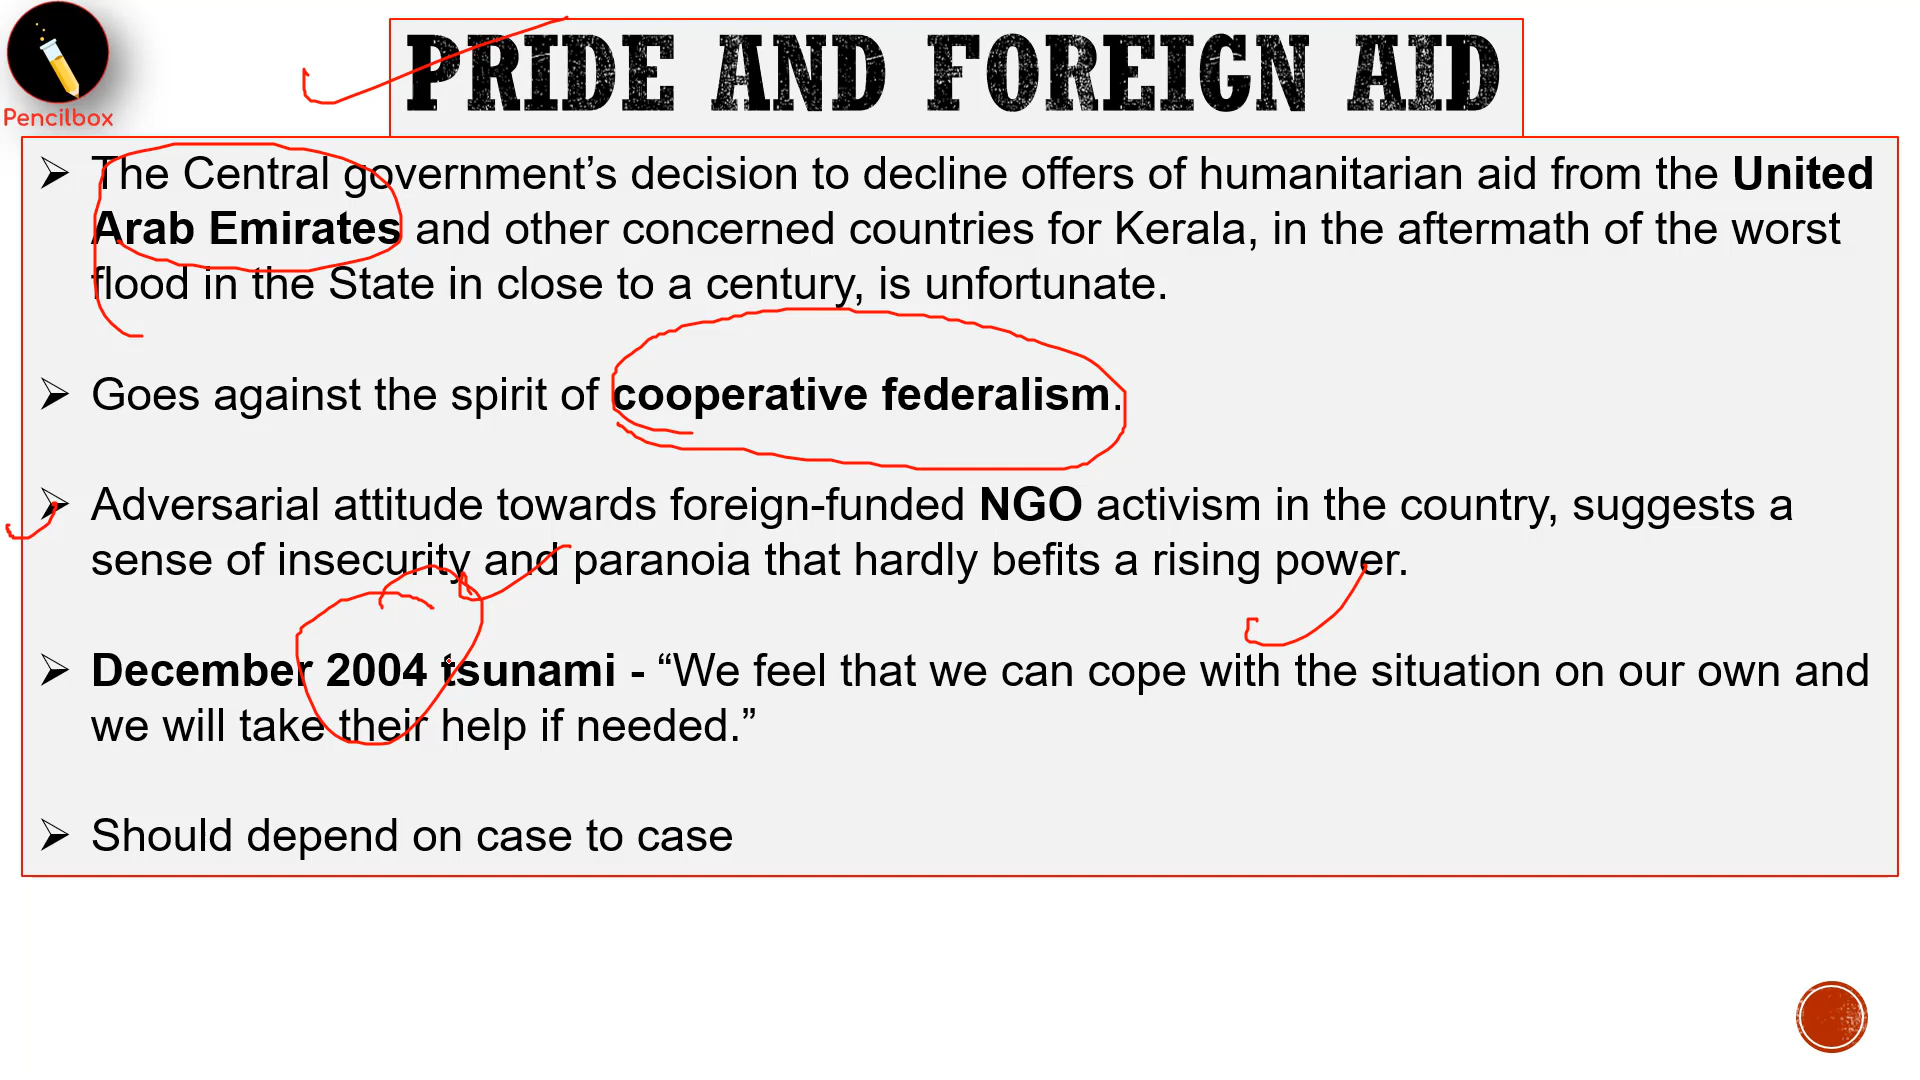 PRIDE AND FOREIGN AID
Pencilbox
➢ The Central government’s decision to decline offers of humanitarian aid from the United
Arab Emirates and other concerned countries for Kerala, in the aftermath of the worst
flood in the State in close to a century, is unfortunate.
➢ Goes against the spirit of cooperative federalism.
➢ Adversarial attitude towards foreign-funded NGO activism in the country, suggests a
sense of insecurity and paranoia that hardly befits a rising power.
➢ December 2004 tsunami - “We feel that we can cope with the situation on our own and
we will take their help if needed.”
➢ Should depend on case to case